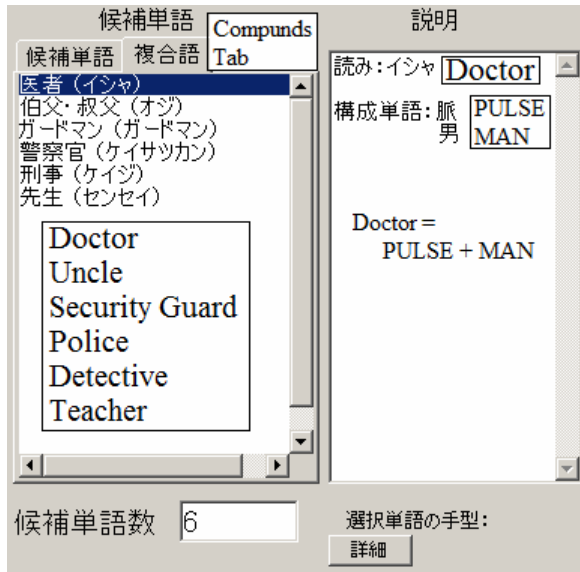 候補単語
説明
候補単語
複合語
Compunds
Tab
医者（イシャ）
伯父・叔父（オジ）
ガードマン（ガードマン）
警察官（ケイサツカン）
刑事（ケイジ）
先生（センセイ）
Doctor
Uncle
Security Guard
Police
Detective
Teacher
読み：イシャ Doctor
構成単語：脈 PULSE
男 MAN
Doctor =
PULSE + MAN
候補単語数 6
選択単語の手型：
詳細